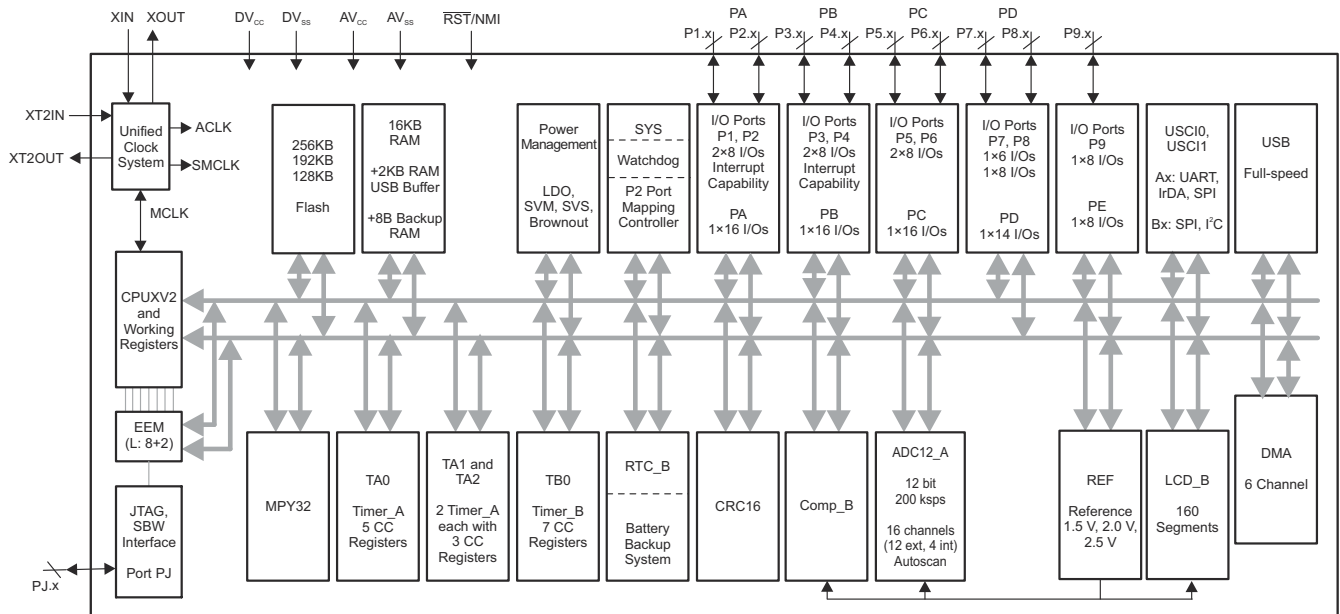 XIN XOUT DVCC DVSS AVCC AVSS RST/NMI PA PB PC PD
P1.x P2.x P3.x P4.x P5.x P6.x P7.x P8.x P9.x
XT2IN
XT2OUT
Unified
Clock
System
ACLK
SMCLK
MCLK
256KB
192KB
128KB
Flash
16KB
RAM
+2KB RAM
USB Buffer
+8B Backup
RAM
Power
Management
LDO
SVM, SVS,
Brownout
SYS
Watchdog
P2 Port
Mapping
Controller
I/O Ports
P1, P2
2×8 I/Os
Interrupt
Capability
PA
1×16 I/Os
I/O Ports
P3, P4
2×8 I/Os
Interrupt
Capability
PB
1×16 I/Os
I/O Ports
P5, P6
2×8 I/Os
PC
1×16 I/Os
I/O Ports
P7, P8
1×6 I/Os
1×8 I/Os
PD
1×14 I/Os
I/O Ports
P9
1×8 I/Os
PE
1×8 I/Os
USCI0,
USCI1
Ax: UART,
IrDA, SPI
Bx: SPI, I²C
USB
Full-speed
CPUXV2
and
Working
Registers
EEM
(L: 8+2)
JTAG,
SBW
Interface
Port PJ
PJ.x
MPY32
TA0
Timer_A
5 CC
Registers
TA1 and
TA2
2 Timer_A
each with
3 CC
Registers
TB0
Timer_B
7 CC
Registers
RTC_B
Battery
Backup
System
CRC16
Comp_B
ADC12_A
12 bit
200 ksps
16 channels
(12 ext, 4 int)
Autoscan
REF
Reference
1.5 V, 2.0 V,
2.5 V
LCD_B
160
Segments
DMA
6 Channel